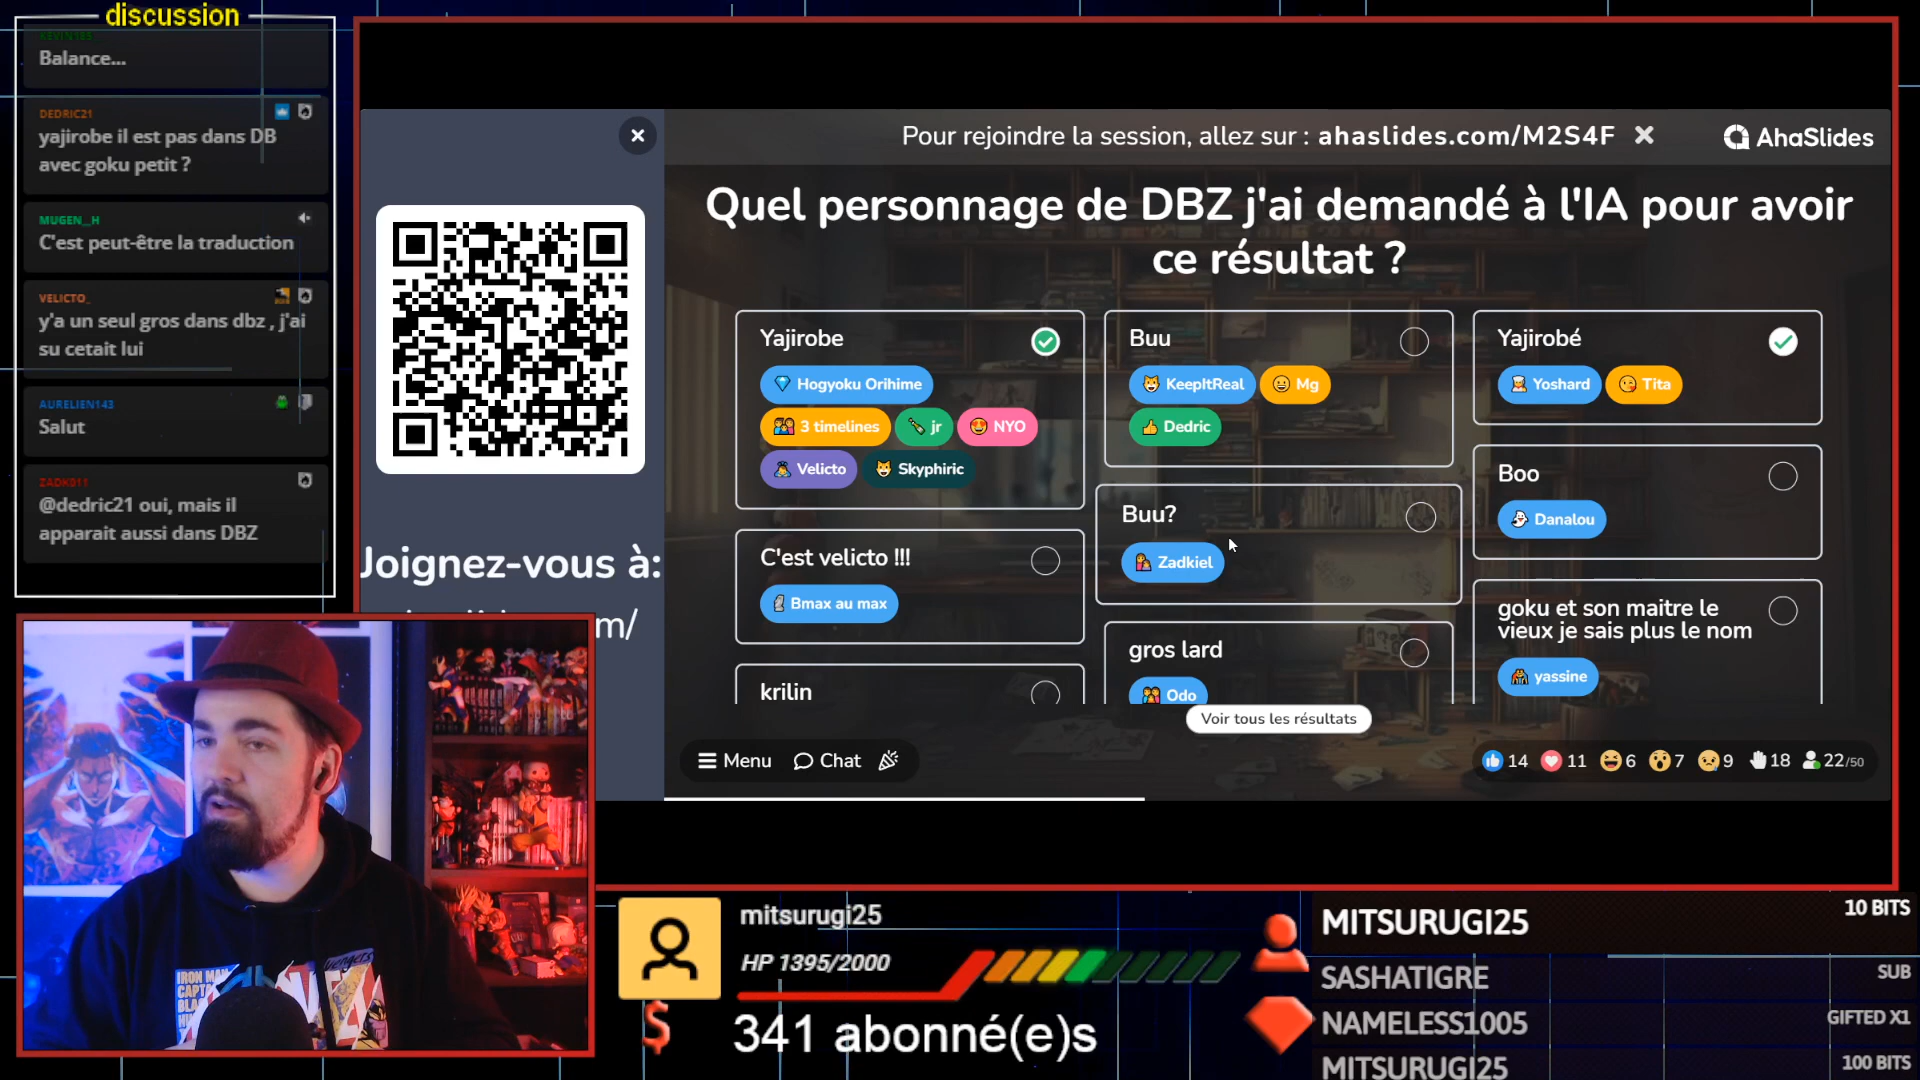 discussion
KEVIN185
Balance...
DEDRIC21
yajirobe il est pas dans DB
avec goku petit ?
MUGEN__H
C'est peut-être la traduction
VELICTO_
y'a un seul gros dans dbz , j'ai
su cetait lui
AURELIEN143
Salut
ZADK011
@dedric21 oui, mais il
apparait aussi dans DBZ
Joignez-vous à:
m/
Pour rejoindre la session, allez sur : ahaslides.com/M2S4F
AhaSlides
Quel personnage de DBZ j'ai demandé à l'IA pour avoir
ce résultat ?
Yajirobe
Hogyoku Orihime
3 timelines jr NYO
Velicto Skyphiric
C'est velicto !!!
Bmax au max
krilin
Buu
KeepItReal Mg
Dedric
Buu?
Zadkiel
gros lard
Odo
Yajirobé
Yoshard Tita
Boo
Danalou
goku et son maitre le
vieux je sais plus le nom
yassine
Voir tous les résultats
Menu Chat
14 11 6 7 9 18 22/50
IRON MAN
mitsurugi25
HP 1395/2000
$ 341 abonné(e)s
MITSURUGI25 10 BITS
SASHATIGRE SUB
NAMELESS1005 GIFTED X1
MITSURUGI25 100 BITS